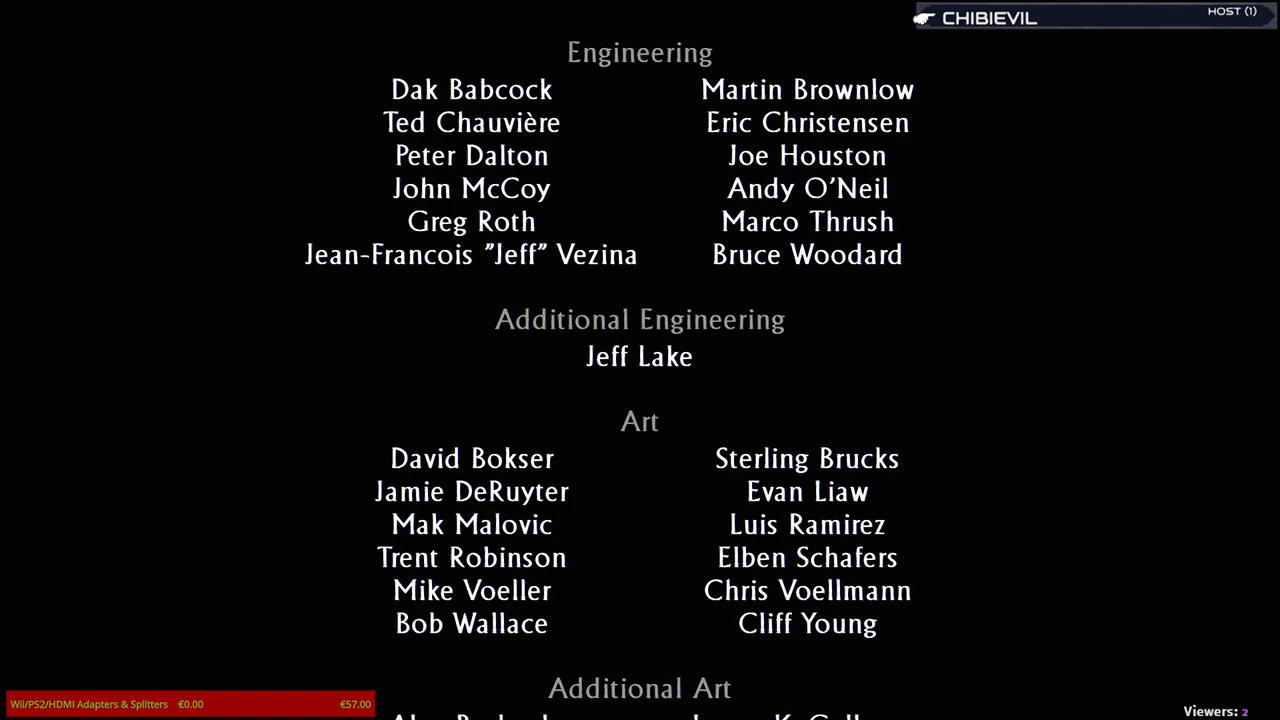 CHIBIEVIL HOST (1)
Engineering
Dak Babcock Martin Brownlow
Ted Chauvière Eric Christensen
Peter Dalton Joe Houston
John McCoy Andy O'Neil
Greg Roth Marco Thrush
Jean-Francois "Jeff" Vezina Bruce Woodard
Additional Engineering
Jeff Lake
Art
David Bokser Sterling Brucks
Jamie DeRuyter Evan Liaw
Mak Malovic Luis Ramirez
Trent Robinson Elben Schafers
Mike Voeller Chris Voellmann
Bob Wallace Cliff Young
Additional Art
Wii/PS2/HDMI Adapters & Splitters €0.00 €57.00
Viewers: 2